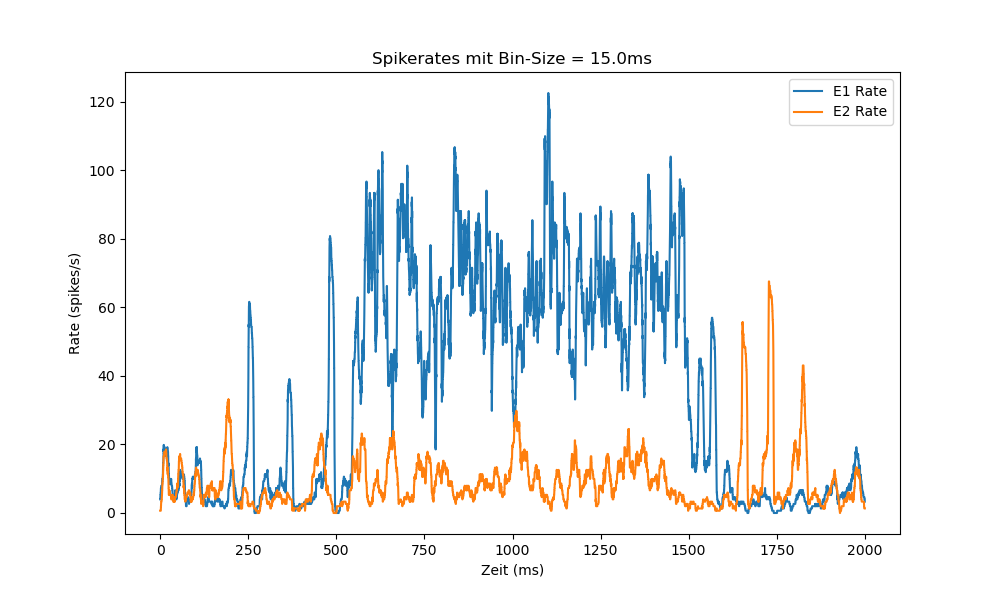 Spikerates mit Bin-Size = 15.0ms
E1 Rate
E2 Rate
120
100
80
60
40
20
0
Rate (spikes/s)
0 250 500 750 1000 1250 1500 1750 2000
Zeit (ms)